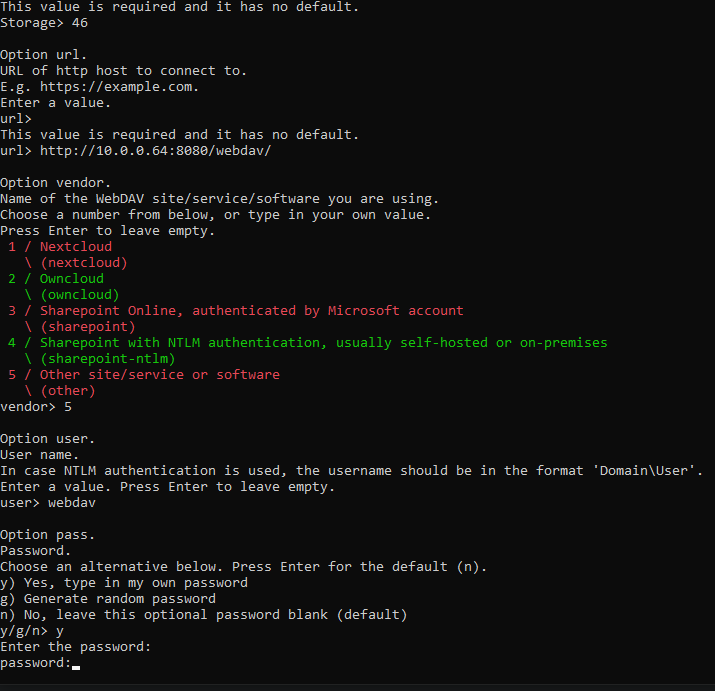 This value is required and it has no default.
Storage> 46
Option url.
URL of http host to connect to.
E.g. https://example.com.
Enter a value.
url>
This value is required and it has no default.
url> http://10.0.0.64:8080/webdav/
Option vendor.
Name of the WebDAV site/service/software you are using.
Choose a number from below, or type in your own value.
Press Enter to leave empty.
1 / Nextcloud
\ (nextcloud)
2 / Owncloud
\ (owncloud)
3 / Sharepoint Online, authenticated by Microsoft account
\ (sharepoint)
4 / Sharepoint with NTLM authentication, usually self-hosted or on-premises
\ (sharepoint-ntlm)
5 / Other site/service or software
\ (other)
vendor> 5
Option user.
User name.
In case NTLM authentication is used, the username should be in the format 'Domain\User'.
Enter a value. Press Enter to leave empty.
user> webdav
Option pass.
Password.
Choose an alternative below. Press Enter for the default (n).
y) Yes, type in my own password
g) Generate random password
n) No, leave this optional password blank (default)
y/g/n> y
Enter the password:
password: